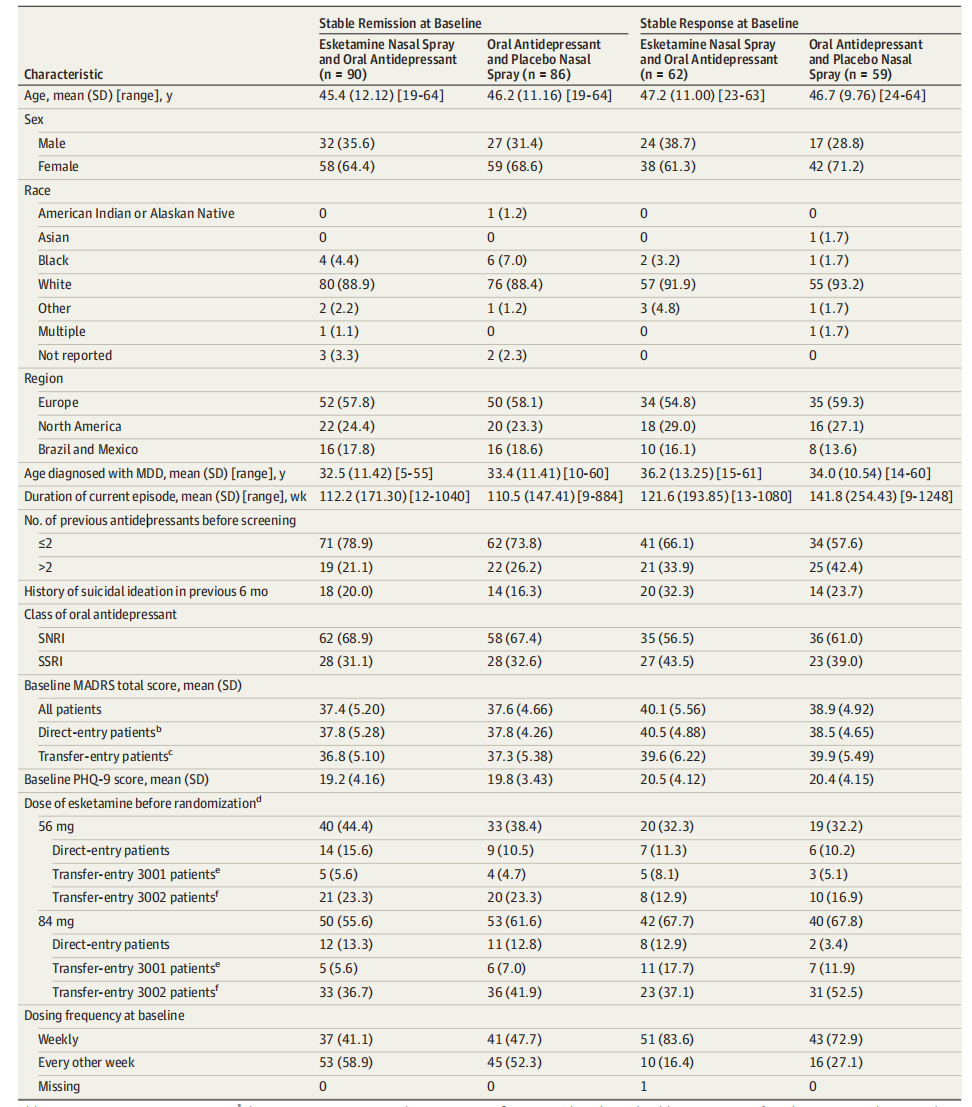 Stable Remission at Baseline Stable Response at Baseline
Characteristic Esketamine Nasal Spray and Oral Antidepressant (n = 90) Oral Antidepressant and Placebo Nasal Spray (n = 86) Esketamine Nasal Spray and Oral Antidepressant (n = 62) Oral Antidepressant and Placebo Nasal Spray (n = 59)
Age, mean (SD) [range], y 45.4 (12.12) [19-64] 46.2 (11.16) [19-64] 47.2 (11.00) [23-63] 46.7 (9.76) [24-64]
Sex
Male 32 (35.6) 27 (31.4) 24 (38.7) 17 (28.8)
Female 58 (64.4) 59 (68.6) 38 (61.3) 42 (71.2)
Race
American Indian or Alaskan Native 0 1 (1.2) 0 0
Asian 0 0 0 1 (1.7)
Black 4 (4.4) 6 (7.0) 2 (3.2) 1 (1.7)
White 80 (88.9) 76 (88.4) 57 (91.9) 55 (93.2)
Other 2 (2.2) 1 (1.2) 3 (4.8) 1 (1.7)
Multiple 1 (1.1) 0 0 1 (1.7)
Not reported 3 (3.3) 2 (2.3) 0 0
Region
Europe 52 (57.8) 50 (58.1) 34 (54.8) 35 (59.3)
North America 22 (24.4) 20 (23.3) 18 (29.0) 16 (27.1)
Brazil and Mexico 16 (17.8) 16 (18.6) 10 (16.1) 8 (13.6)
Age diagnosed with MDD, mean (SD) [range], y 32.5 (11.42) [5-55] 33.4 (11.41) [10-60] 36.2 (13.25) [15-61] 34.0 (10.54) [14-60]
Duration of current episode, mean (SD) [range], wk 112.2 (171.30) [12-1040] 110.5 (147.41) [9-884] 121.6 (193.85) [13-1080] 141.8 (254.43) [9-1248]
No. of previous antidepressants before screening
≤2 71 (78.9) 62 (73.8) 41 (66.1) 34 (57.6)
>2 19 (21.1) 22 (26.2) 21 (33.9) 25 (42.4)
History of suicidal ideation in previous 6 mo 18 (20.0) 14 (16.3) 20 (32.3) 14 (23.7)
Class of oral antidepressant
SNRI 62 (68.9) 58 (67.4) 35 (56.5) 36 (61.0)
SSRI 28 (31.1) 28 (32.6) 27 (43.5) 23 (39.0)
Baseline MADRS total score, mean (SD)
All patients 37.4 (5.20) 37.6 (4.66) 40.1 (5.56) 38.9 (4.92)
Direct-entry patients^b 37.8 (5.28) 37.8 (4.26) 40.5 (4.88) 38.5 (4.65)
Transfer-entry patients^c 36.8 (5.10) 37.3 (5.38) 39.6 (6.22) 39.9 (5.49)
Baseline PHQ-9 score, mean (SD) 19.2 (4.16) 19.8 (3.43) 20.5 (4.12) 20.4 (4.15)
Dose of esketamine before randomization^d
56 mg 40 (44.4) 33 (38.4) 20 (32.3) 19 (32.2)
Direct-entry patients 14 (15.6) 9 (10.5) 7 (11.3) 6 (10.2)
Transfer-entry 3001 patients^e 5 (5.6) 4 (4.7) 5 (8.1) 3 (5.1)
Transfer-entry 3002 patients^f 21 (23.3) 20 (23.3) 8 (12.9) 10 (16.9)
84 mg 50 (55.6) 53 (61.6) 42 (67.7) 40 (67.8)
Direct-entry patients 12 (13.3) 11 (12.8) 8 (12.9) 2 (3.4)
Transfer-entry 3001 patients^e 5 (5.6) 6 (7.0) 11 (17.7) 7 (11.9)
Transfer-entry 3002 patients^f 33 (36.7) 36 (41.9) 23 (37.1) 31 (52.5)
Dosing frequency at baseline
Weekly 37 (41.1) 41 (47.7) 51 (83.6) 43 (72.9)
Every other week 53 (58.9) 45 (52.3) 10 (16.4) 16 (27.1)
Missing 0 0 1 0